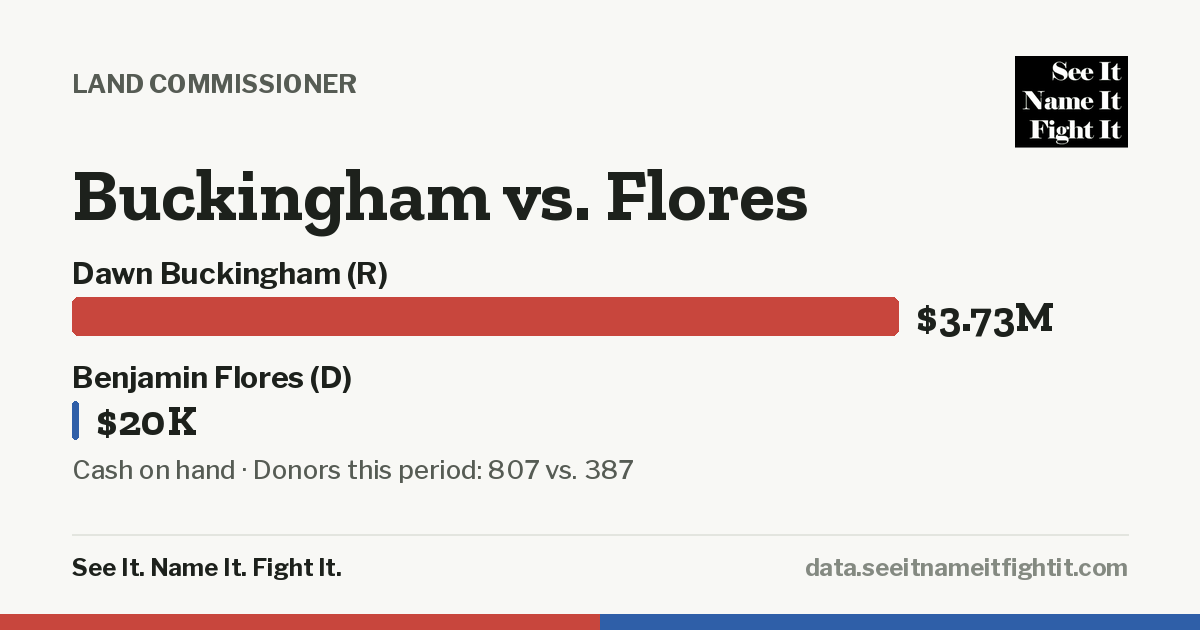 LAND COMMISSIONER
See It
Name It
Fight It
Buckingham vs. Flores
Dawn Buckingham (R)
$3.73M
Benjamin Flores (D)
$20K
Cash on hand · Donors this period: 807 vs. 387
See It. Name It. Fight It.
data.seeitnameitfightit.com